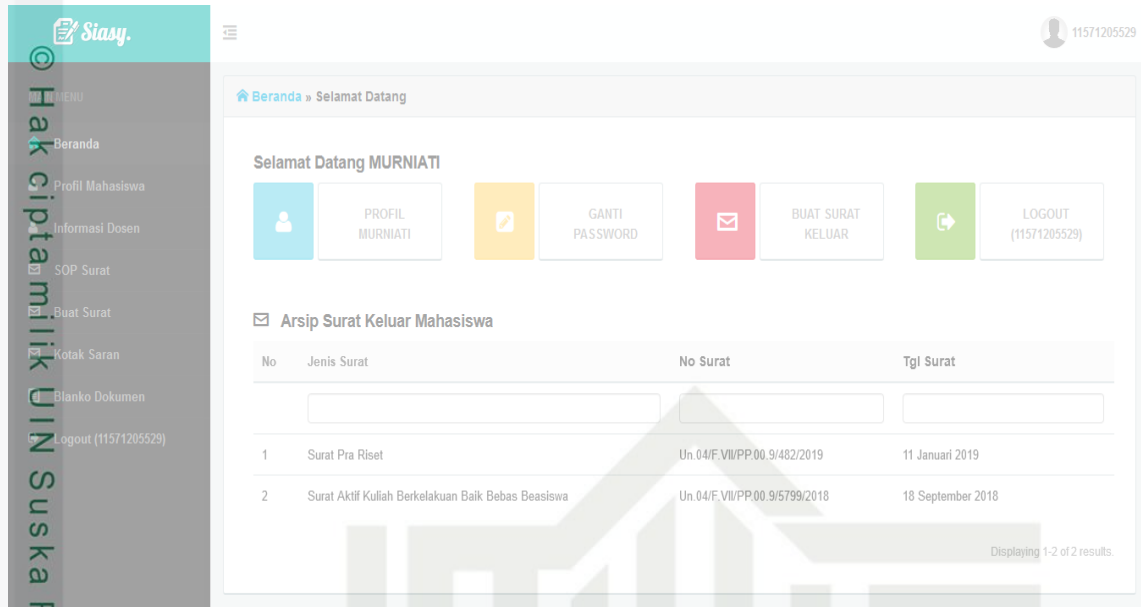 Siasy.
11571205529
© Hak cipta milik UIN Suska
MAIN MENU
Beranda
Profil Mahasiswa
Informasi Dosen
SOP Surat
Buat Surat
Kotak Saran
Blanko Dokumen
Logout (11571205529)
Beranda » Selamat Datang
Selamat Datang MURNIATI
PROFIL
MURNIATI
GANTI
PASSWORD
BUAT SURAT
KELUAR
LOGOUT
(11571205529)
Arsip Surat Keluar Mahasiswa
No Jenis Surat No Surat Tgl Surat
1 Surat Pra Riset Un.04/F.VII/PP.00.9/482/2019 11 Januari 2019
2 Surat Aktif Kuliah Berkelakuan Baik Bebas Beasiswa Un.04/F.VII/PP.00.9/5799/2018 18 September 2018
Displaying 1-2 of 2 results.